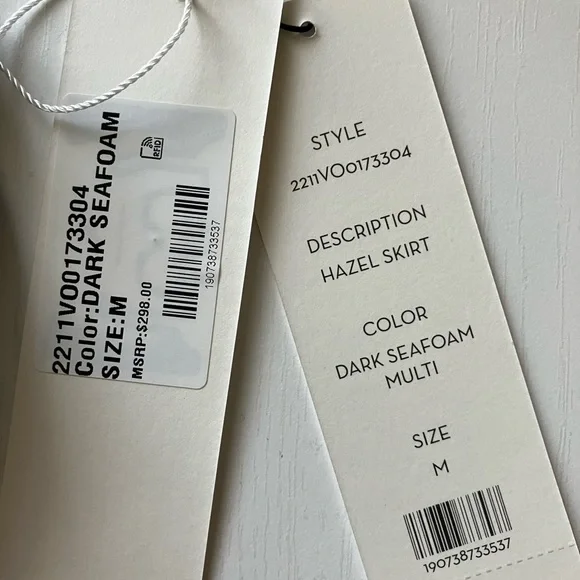 2211VO0173304
Color:DARK SEAFOAM
SIZE:M
MSRP:$298.00
190738733537
RFID
STYLE
2211VO0173304
DESCRIPTION
HAZEL SKIRT
COLOR
DARK SEAFOAM
MULTI
SIZE
M
190738733537